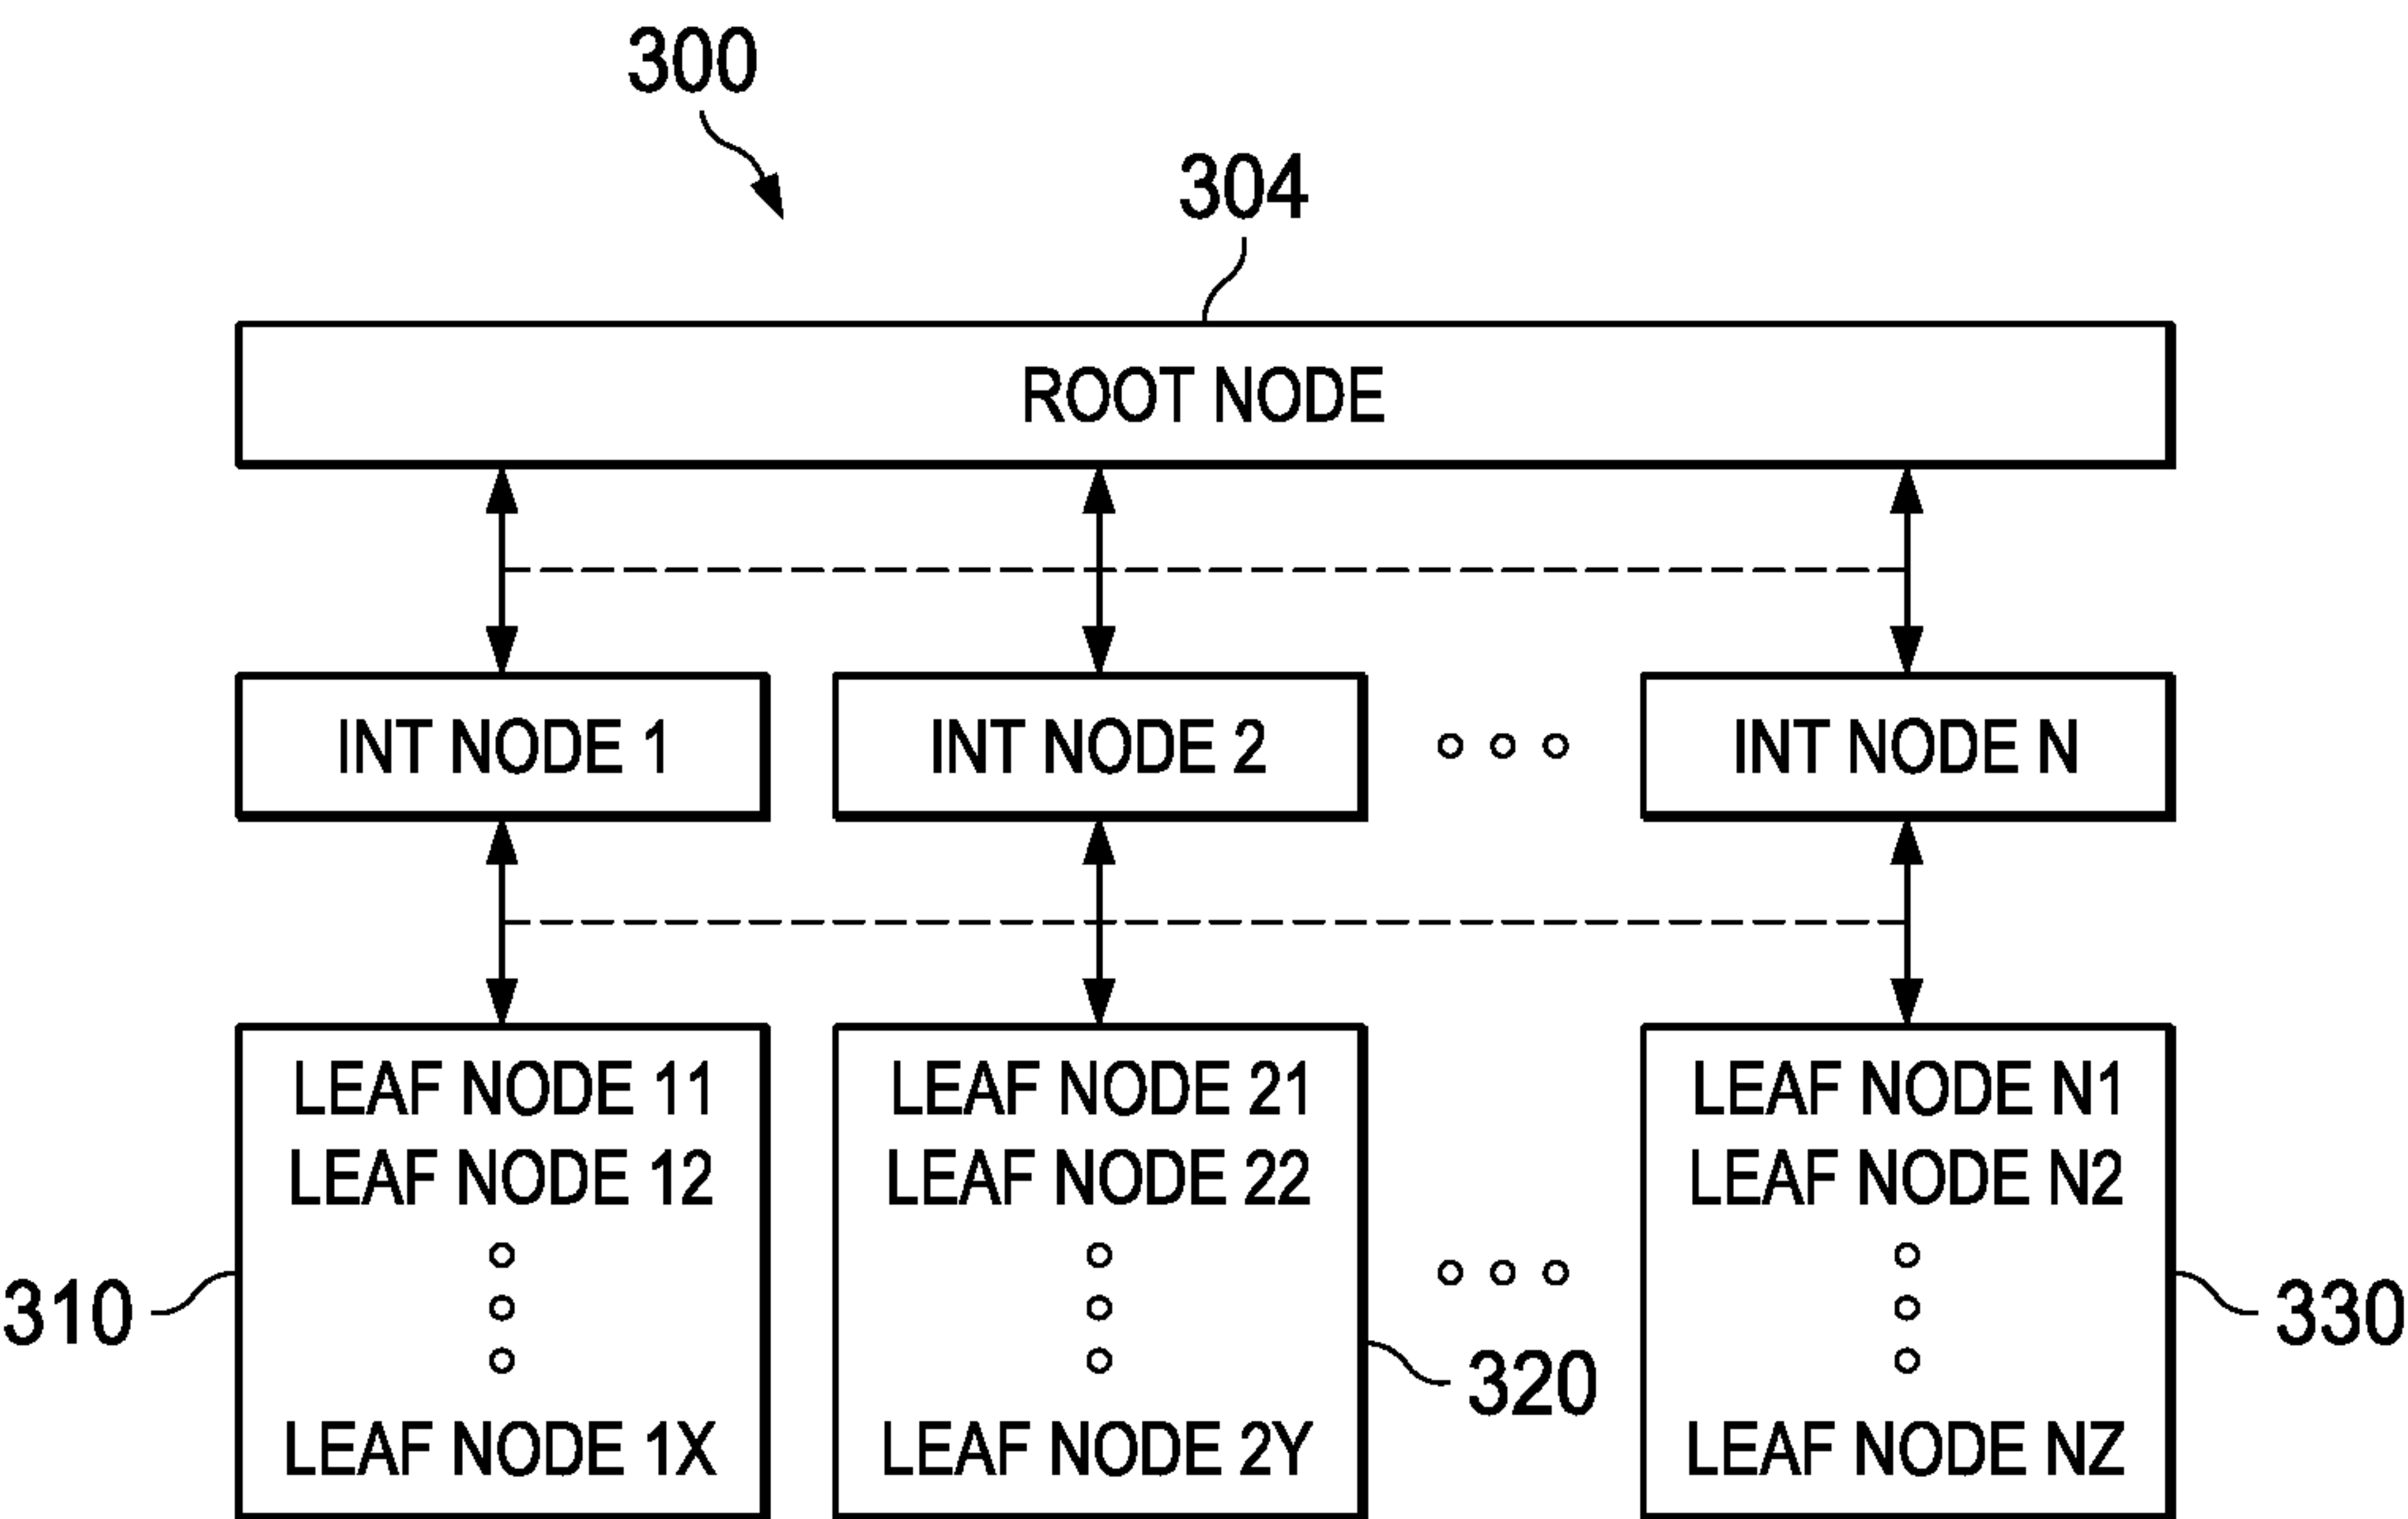 300
304
ROOT NODE
INT NODE 1
INT NODE 2
INT NODE N
LEAF NODE 11
LEAF NODE 12
LEAF NODE 1X
310
LEAF NODE 21
LEAF NODE 22
LEAF NODE 2Y
320
LEAF NODE N1
LEAF NODE N2
LEAF NODE NZ
330